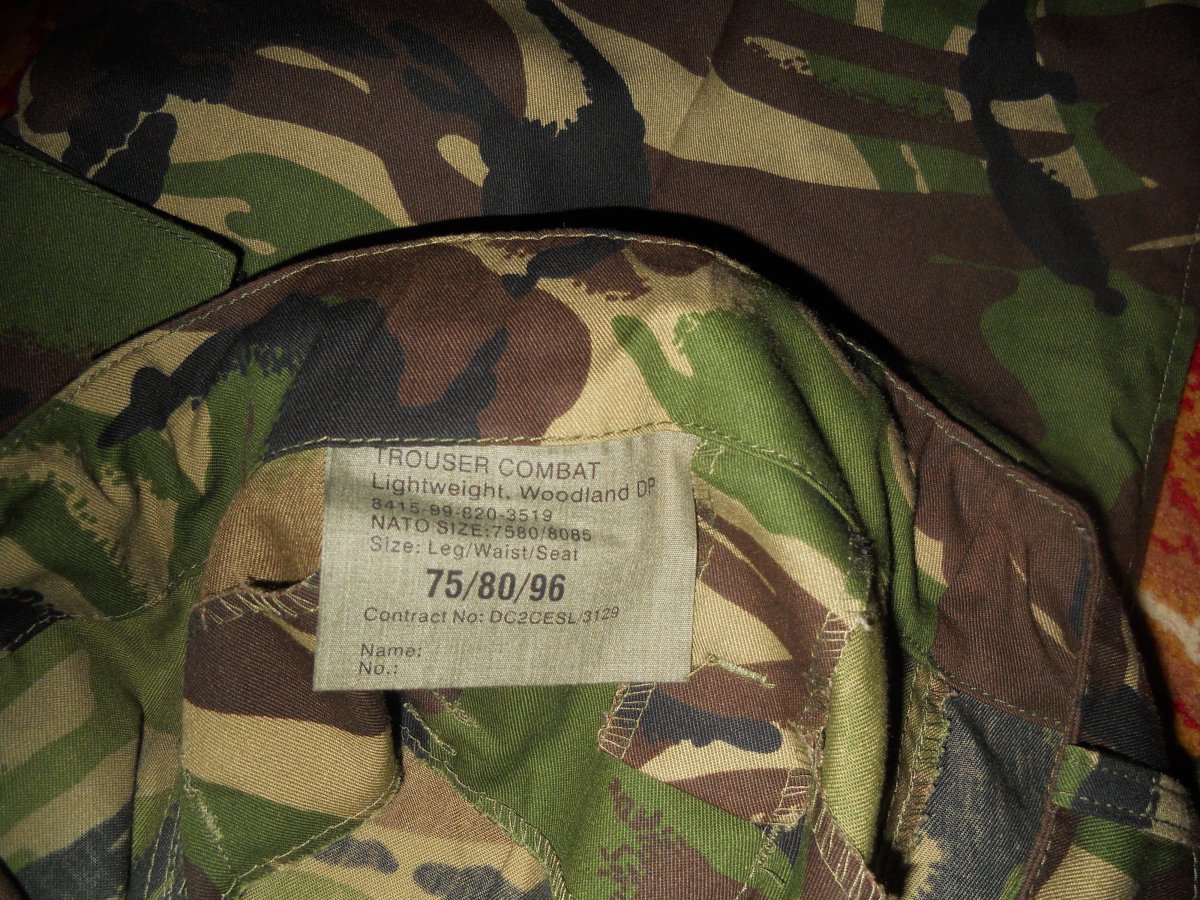 TROUSER COMBAT
Lightweight, Woodland DP
8415-99-820-3519
NATO SIZE:7580/8085
Size: Leg/Waist/Seat
75/80/96
Contract No: DC2CESL/3129
Name:
No.: